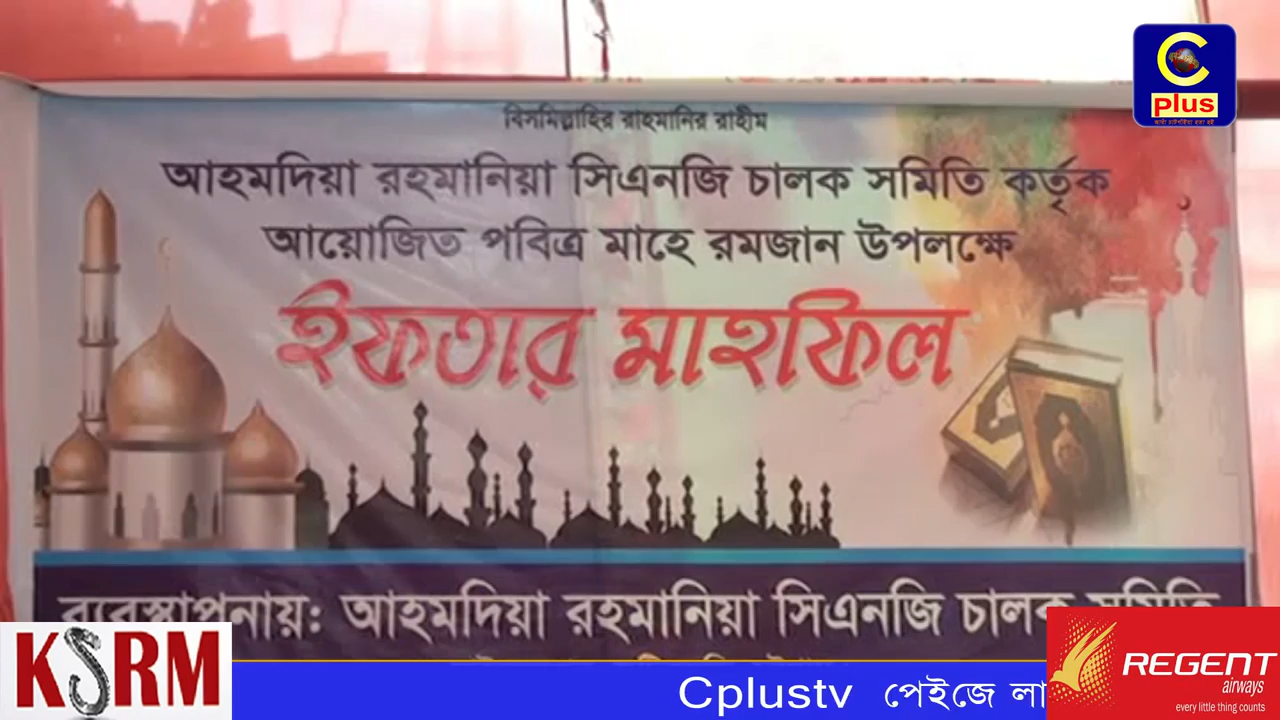 C
plus
বিসমিল্লাহির রাহমানির রাহীম
আহমদিয়া রহমানিয়া সিএনজি চালক সমিতি কর্তৃক
আয়োজিত পবিত্র মাহে রমজান উপলক্ষে
ইফতার মাহফিল
ব্যবস্থাপনায়: আহমদিয়া রহমানিয়া সিএনজি চালক সমিতি
KSRM
Cplustv পেইজে লা
REGENT
airways
every little thing counts